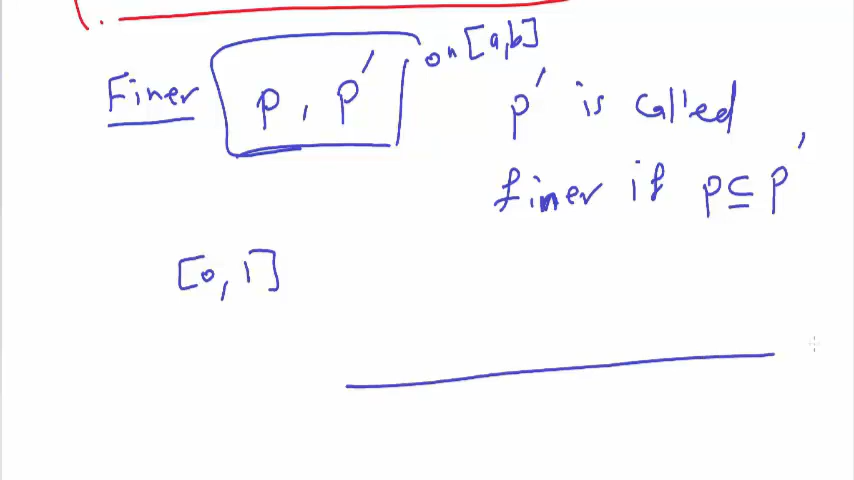 Finer p, p′ on [a,b]
p′ is called
finer if p ⊆ p′
[0, 1]